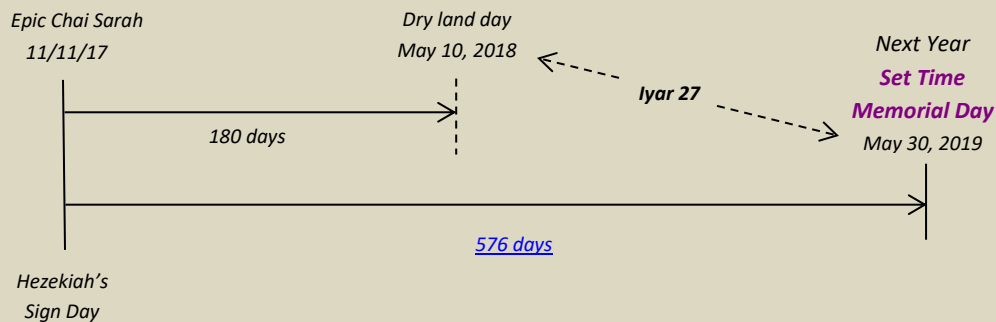 Epic Chai Sarah
11/11/17
Dry land day
May 10, 2018
Next Year
Set Time
Memorial Day
May 30, 2019
Iyar 27
180 days
576 days
Hezekiah's
Sign Day